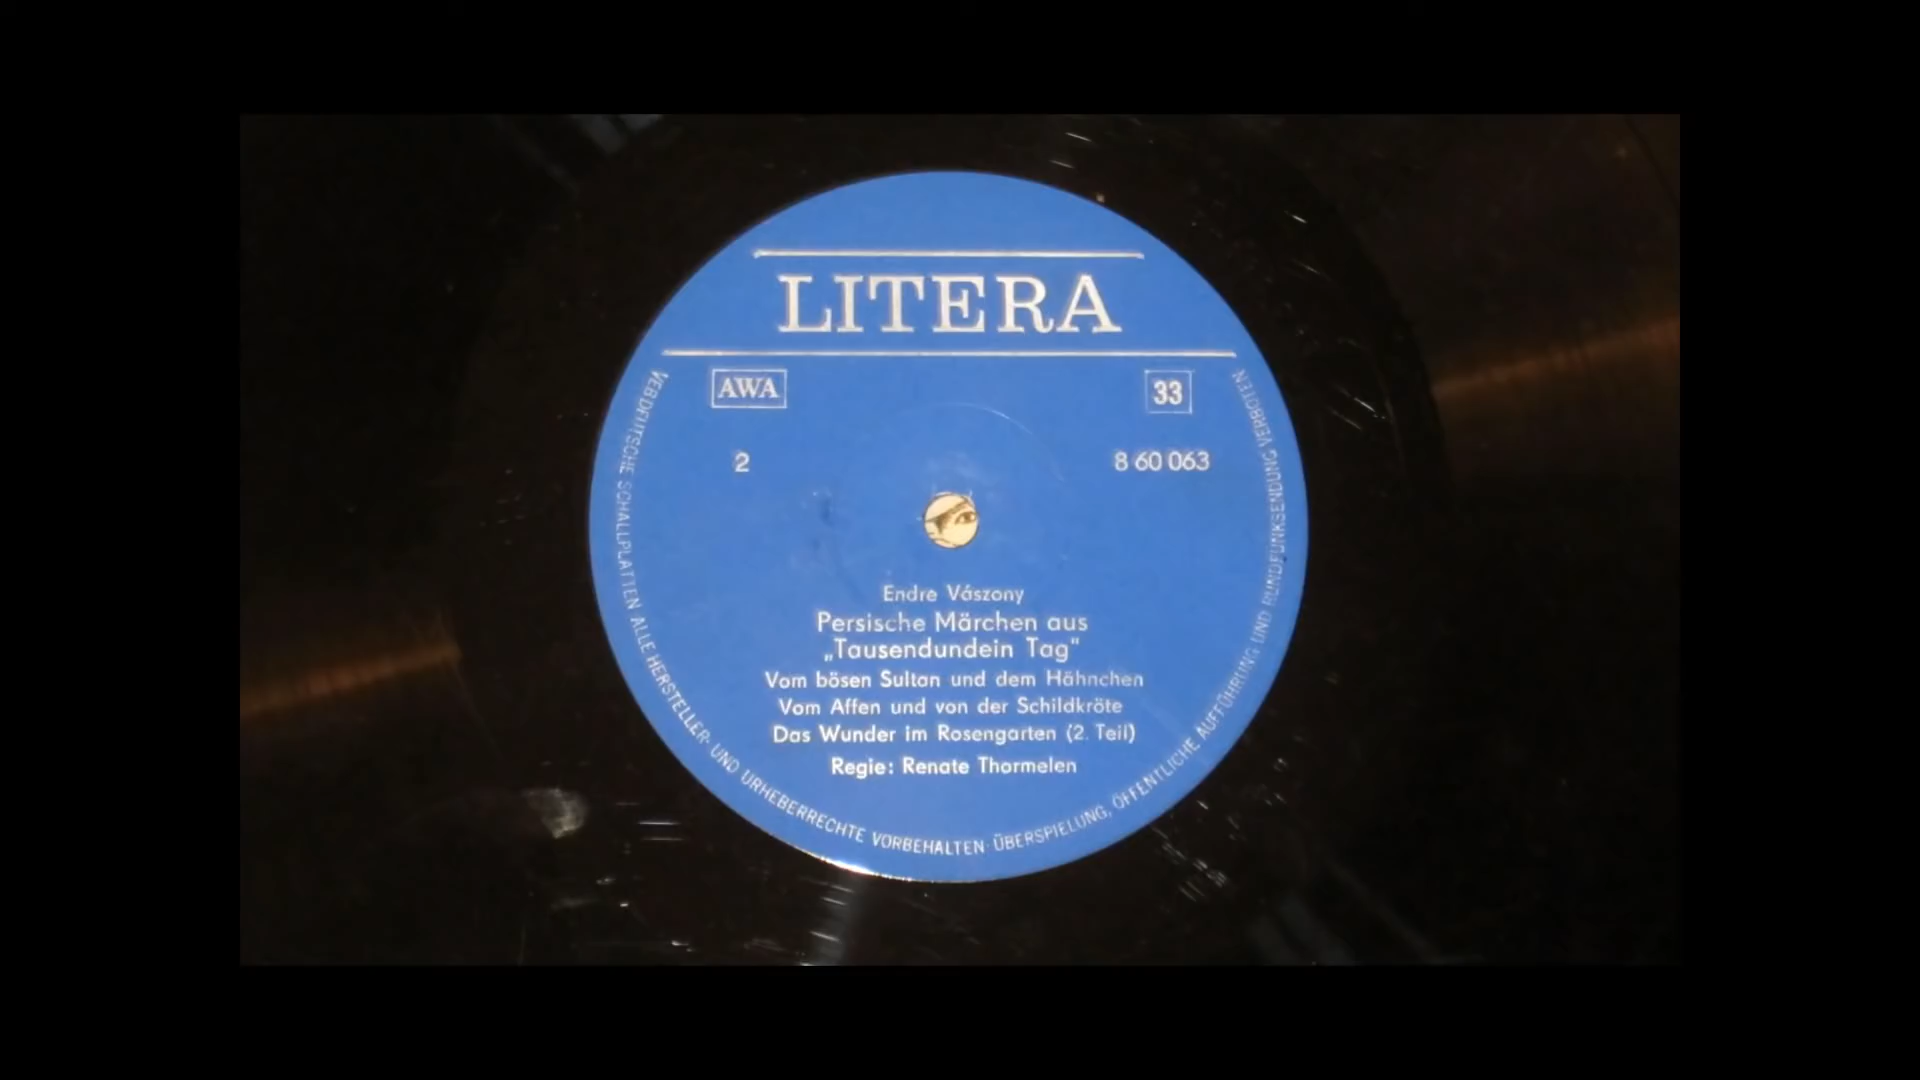 LITERA
AWA
33
2
8 60 063
Endre Vászony
Persische Märchen aus
„Tausendundein Tag"
Vom bösen Sultan und dem Hähnchen
Vom Affen und von der Schildkröte
Das Wunder im Rosengarten (2. Teil)
Regie: Renate Thormelen
VEB DEUTSCHE SCHALLPLATTEN ALLE HERSTELLER- UND URHEBERRECHTE VORBEHALTEN · ÜBERSPIELUNG, ÖFFENTLICHE AUFFÜHRUNG UND RUNDFUNKSENDUNG VERBOTEN